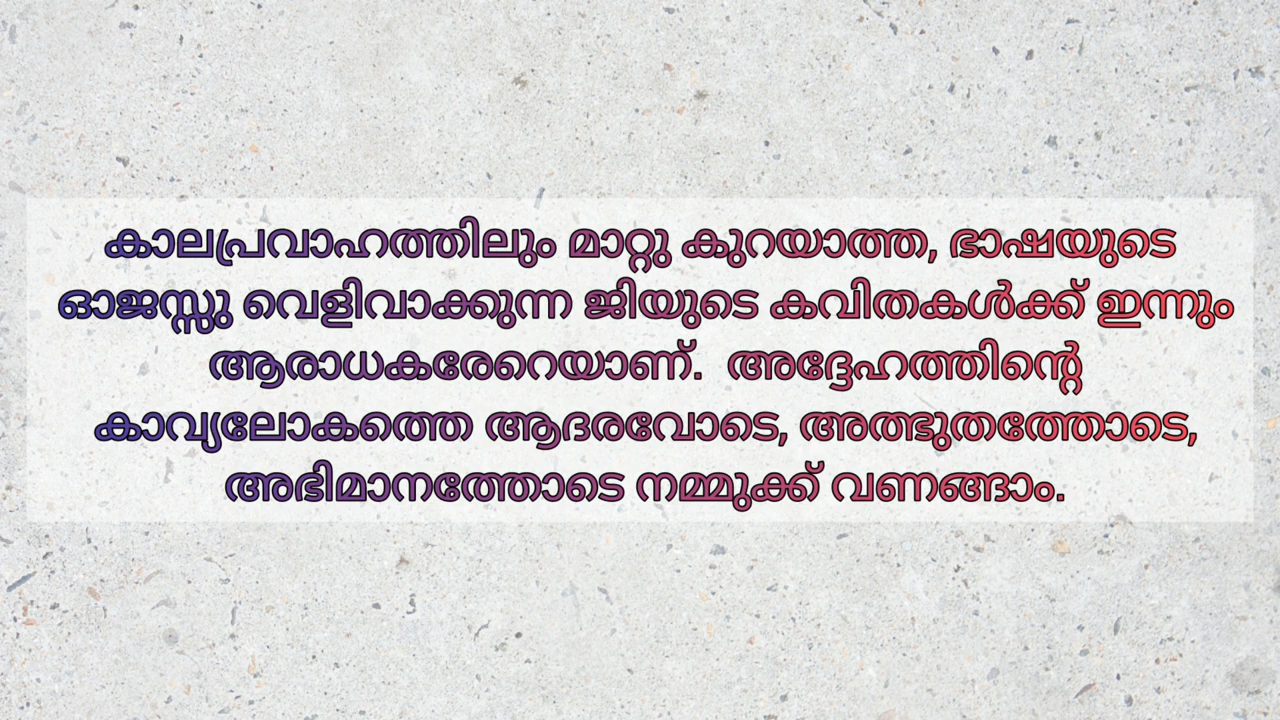 കാലപ്രവാഹത്തിലും മാറ്റു കുറയാത്ത, ഭാഷയുടെ
ഓജസ്സു വെളിവാക്കുന്ന ജിയുടെ കവിതകൾക്ക് ഇന്നും
ആരാധകരേറെയാണ്.  അദ്ദേഹത്തിന്റെ
കാവ്യലോകത്തെ ആദരവോടെ, അത്ഭുതത്തോടെ,
അഭിമാനത്തോടെ നമ്മുക്ക് വണങ്ങാം.